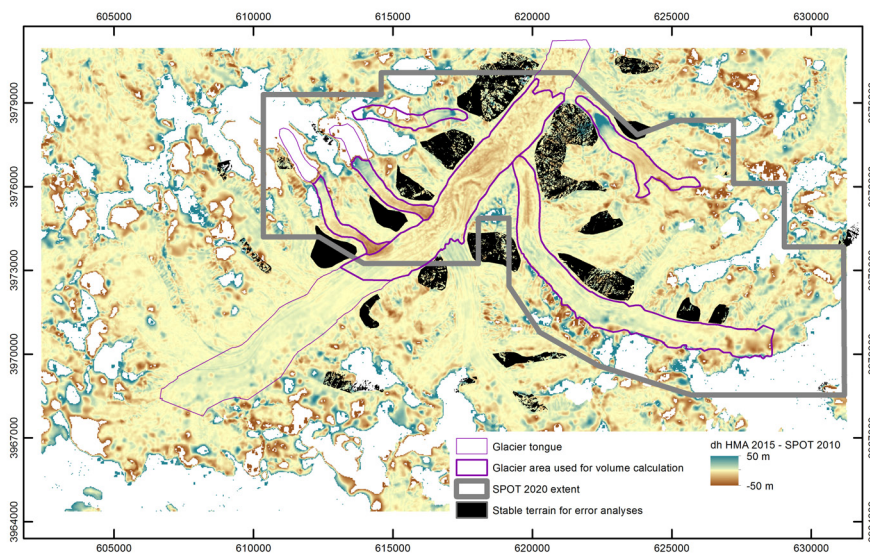 605000 610000 615000 620000 625000 630000
3979000
3976000
3973000
3970000
3967000
3964000
Glacier tongue
Glacier area used for volume calculation
SPOT 2020 extent
Stable terrain for error analyses
dh HMA 2015 - SPOT 2010
50 m
-50 m
605000 610000 615000 620000 625000 630000